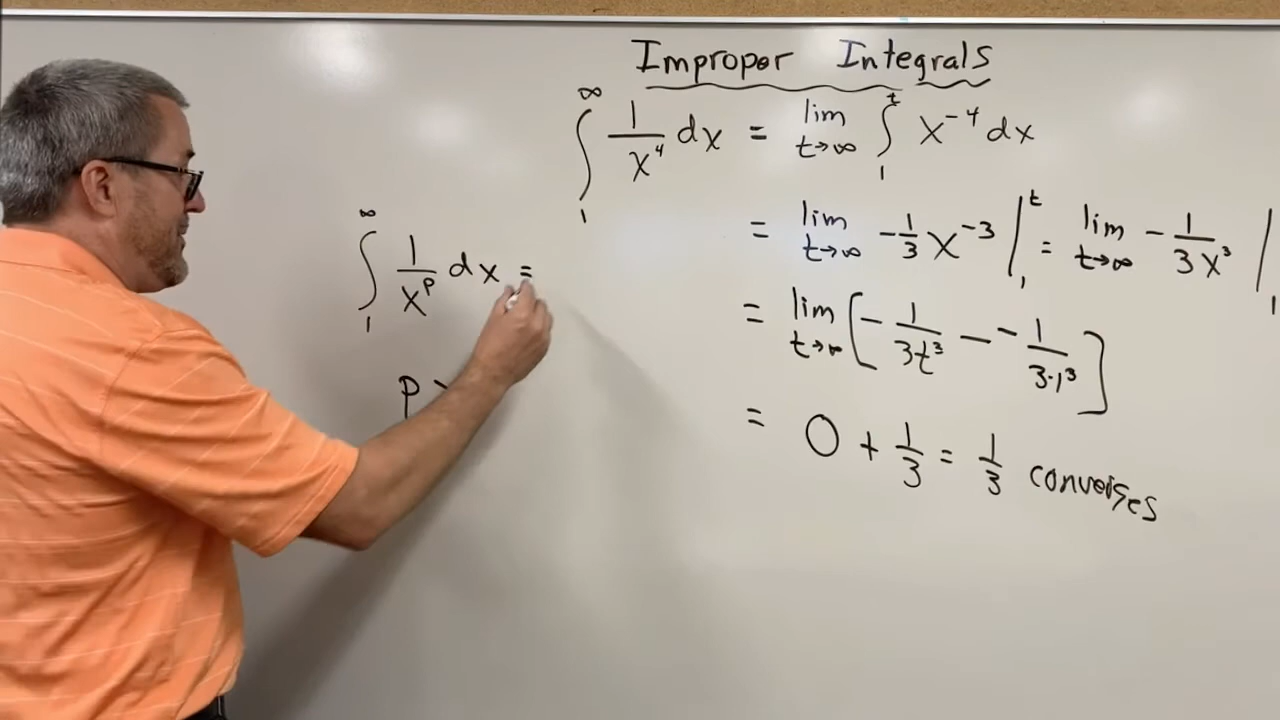 Improper Integrals
∫₁^∞ 1/x⁴ dx = lim t→∞ ∫₁^t x⁻⁴ dx
= lim t→∞ -1/3 x⁻³ |₁^t = lim t→∞ - 1/3x³ |₁
= lim t→∞ [- 1/3t³ - - 1/3·1³]
= 0 + 1/3 = 1/3 converges
∫₁^∞ 1/x^p dx =
p >